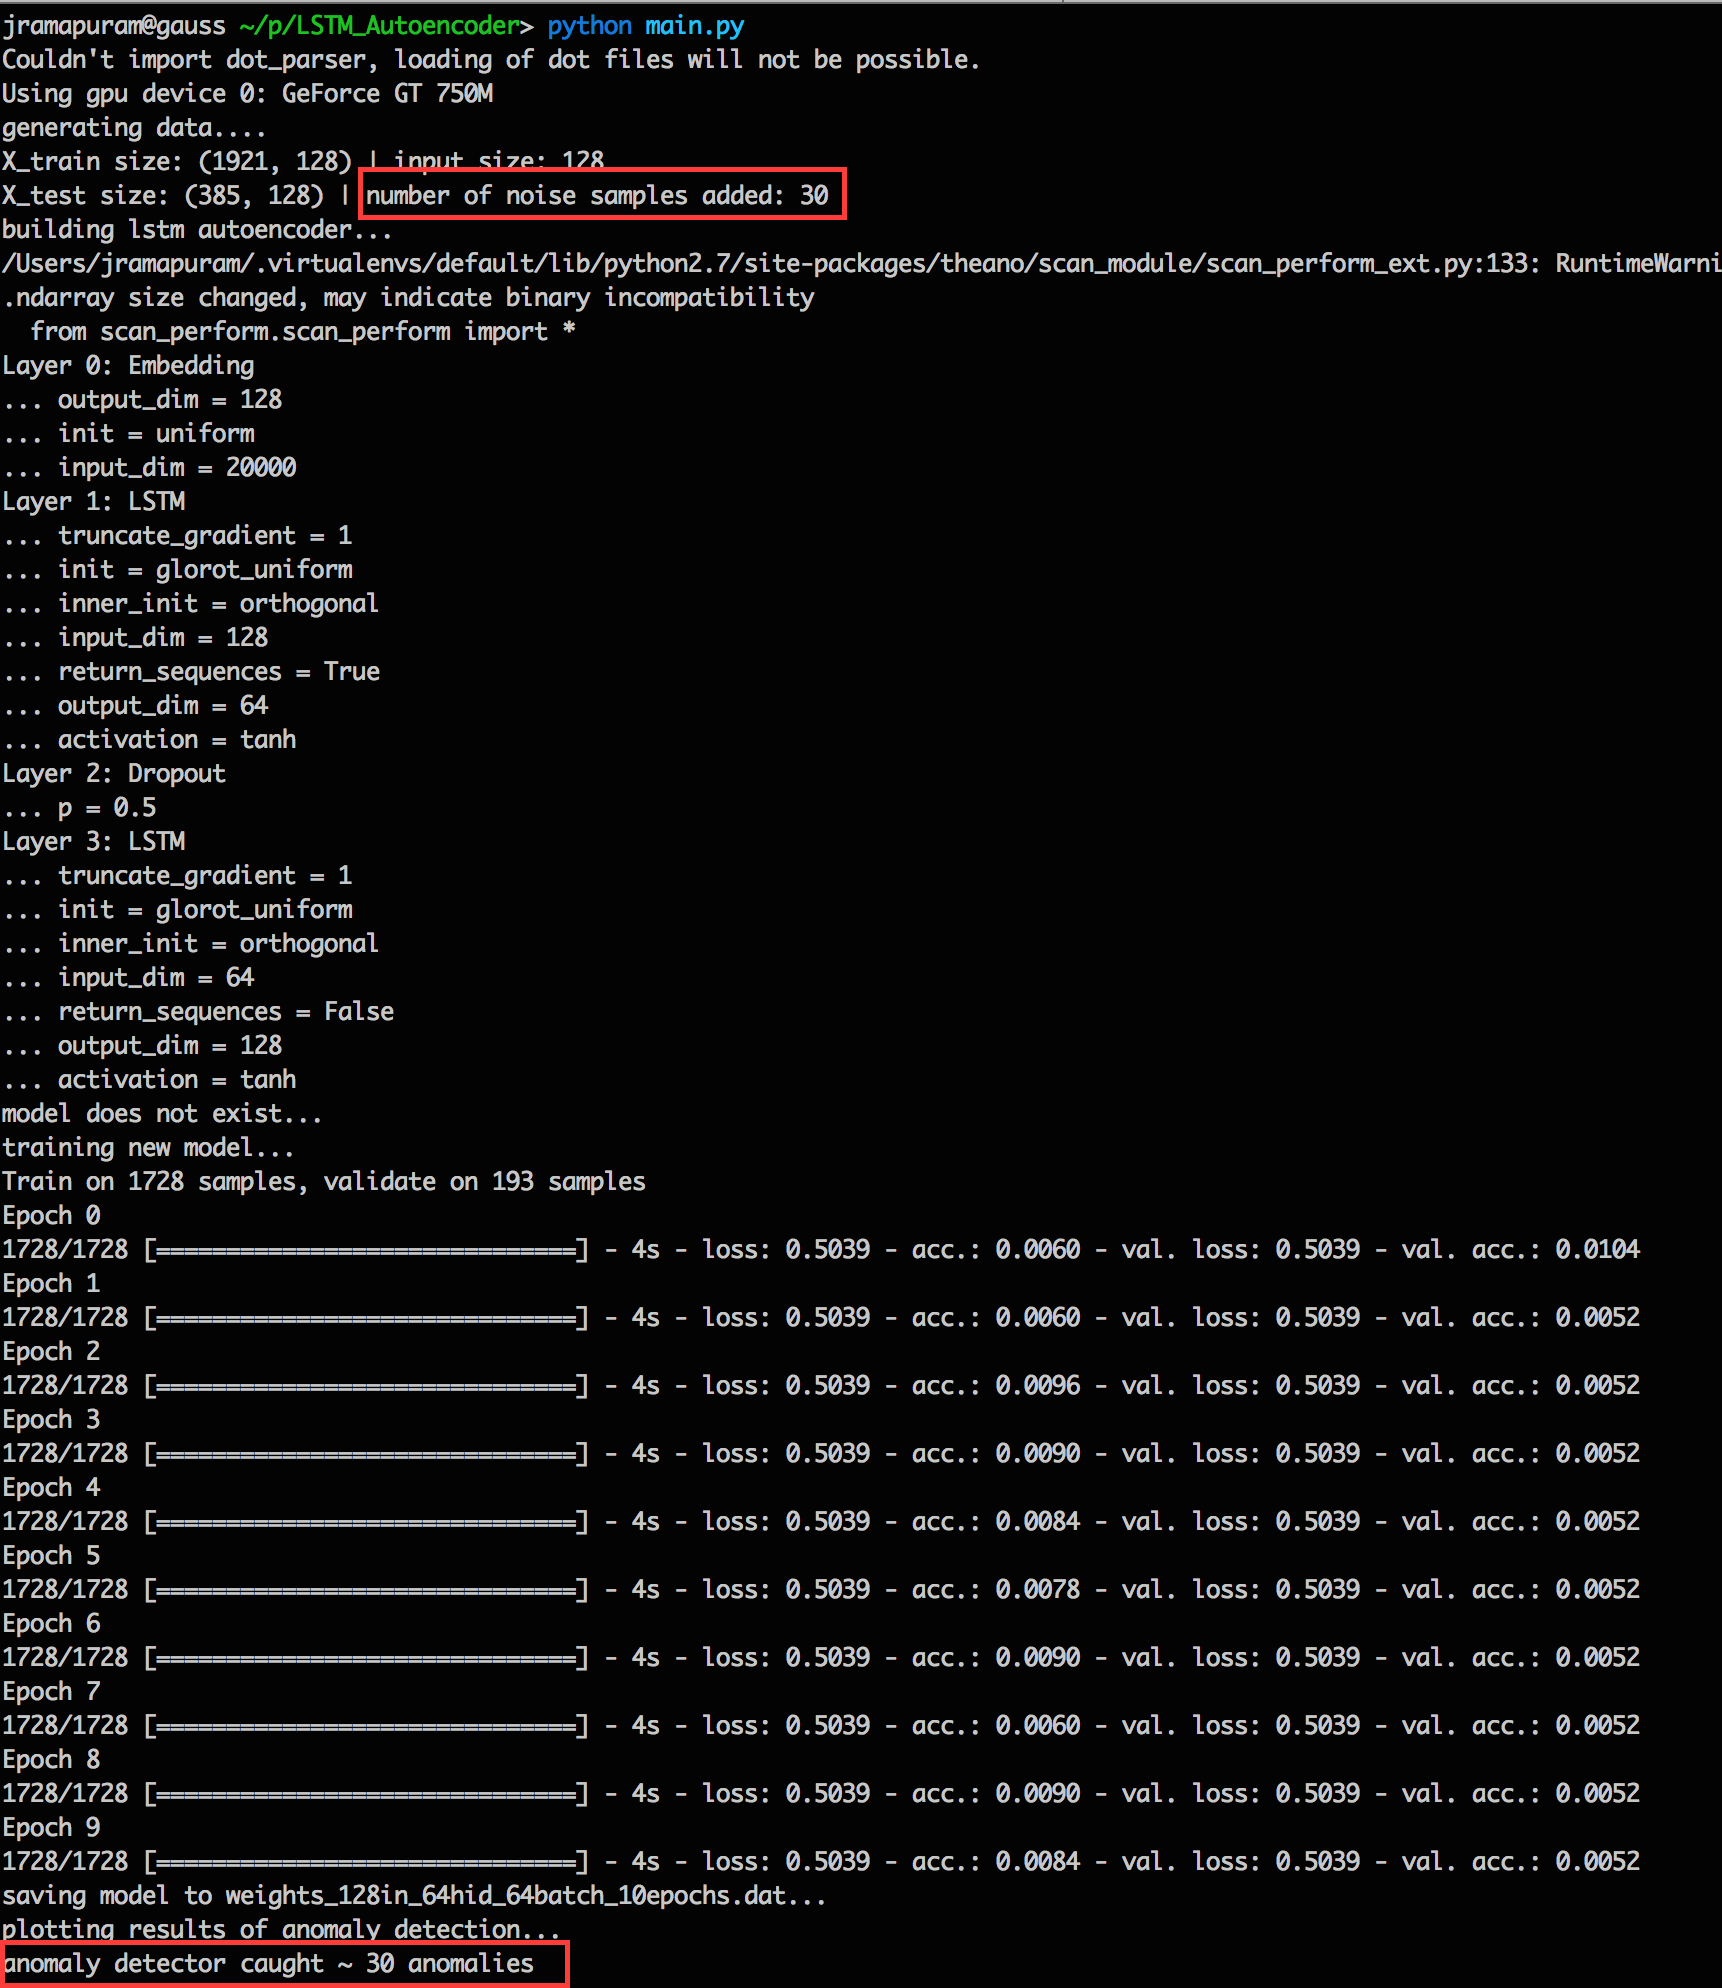 jramapuram@gauss ~/p/LSTM_Autoencoder> python main.py
Couldn't import dot_parser, loading of dot files will not be possible.
Using gpu device 0: GeForce GT 750M
generating data....
X_train size: (1921, 128) | input size: 128
X_test size: (385, 128) | number of noise samples added: 30
building lstm autoencoder...
/Users/jramapuram/.virtualenvs/default/lib/python2.7/site-packages/theano/scan_module/scan_perform_ext.py:133: RuntimeWarni
.ndarray size changed, may indicate binary incompatibility
  from scan_perform.scan_perform import *
Layer 0: Embedding
... output_dim = 128
... init = uniform
... input_dim = 20000
Layer 1: LSTM
... truncate_gradient = 1
... init = glorot_uniform
... inner_init = orthogonal
... input_dim = 128
... return_sequences = True
... output_dim = 64
... activation = tanh
Layer 2: Dropout
... p = 0.5
Layer 3: LSTM
... truncate_gradient = 1
... init = glorot_uniform
... inner_init = orthogonal
... input_dim = 64
... return_sequences = False
... output_dim = 128
... activation = tanh
model does not exist...
training new model...
Train on 1728 samples, validate on 193 samples
Epoch 0
1728/1728 [==============================] - 4s - loss: 0.5039 - acc.: 0.0060 - val. loss: 0.5039 - val. acc.: 0.0104
Epoch 1
1728/1728 [==============================] - 4s - loss: 0.5039 - acc.: 0.0060 - val. loss: 0.5039 - val. acc.: 0.0052
Epoch 2
1728/1728 [==============================] - 4s - loss: 0.5039 - acc.: 0.0096 - val. loss: 0.5039 - val. acc.: 0.0052
Epoch 3
1728/1728 [==============================] - 4s - loss: 0.5039 - acc.: 0.0090 - val. loss: 0.5039 - val. acc.: 0.0052
Epoch 4
1728/1728 [==============================] - 4s - loss: 0.5039 - acc.: 0.0084 - val. loss: 0.5039 - val. acc.: 0.0052
Epoch 5
1728/1728 [==============================] - 4s - loss: 0.5039 - acc.: 0.0078 - val. loss: 0.5039 - val. acc.: 0.0052
Epoch 6
1728/1728 [==============================] - 4s - loss: 0.5039 - acc.: 0.0090 - val. loss: 0.5039 - val. acc.: 0.0052
Epoch 7
1728/1728 [==============================] - 4s - loss: 0.5039 - acc.: 0.0060 - val. loss: 0.5039 - val. acc.: 0.0052
Epoch 8
1728/1728 [==============================] - 4s - loss: 0.5039 - acc.: 0.0090 - val. loss: 0.5039 - val. acc.: 0.0052
Epoch 9
1728/1728 [==============================] - 4s - loss: 0.5039 - acc.: 0.0084 - val. loss: 0.5039 - val. acc.: 0.0052
saving model to weights_128in_64hid_64batch_10epochs.dat...
plotting results of anomaly detection...
anomaly detector caught ~ 30 anomalies